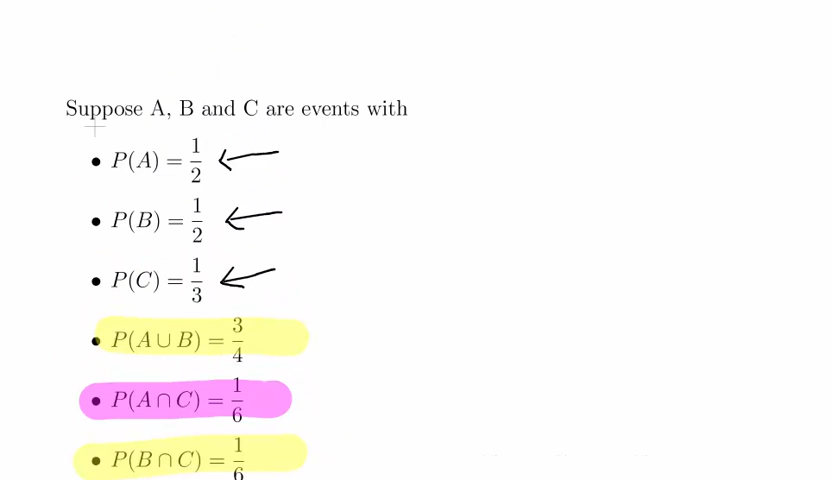 Suppose A, B and C are events with
• P(A) = 1/2
• P(B) = 1/2
• P(C) = 1/3
• P(A ∪ B) = 3/4
• P(A ∩ C) = 1/6
• P(B ∩ C) = 1/6